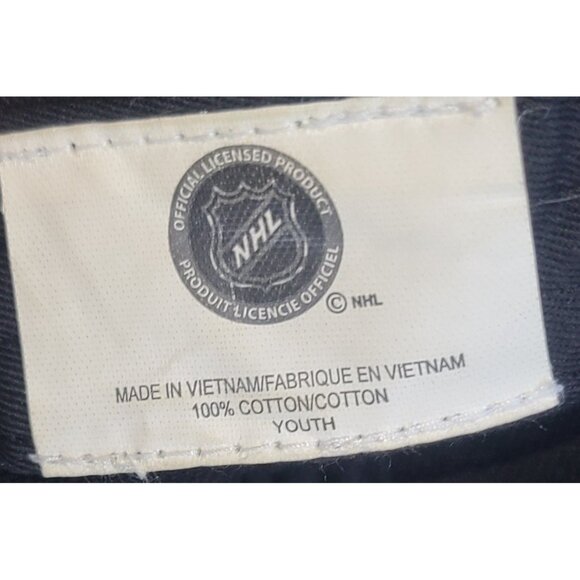 OFFICIAL LICENSED PRODUCT
NHL
PRODUIT LICENCIE OFFICIEL
© NHL
MADE IN VIETNAM/FABRIQUE EN VIETNAM
100% COTTON/COTTON
YOUTH